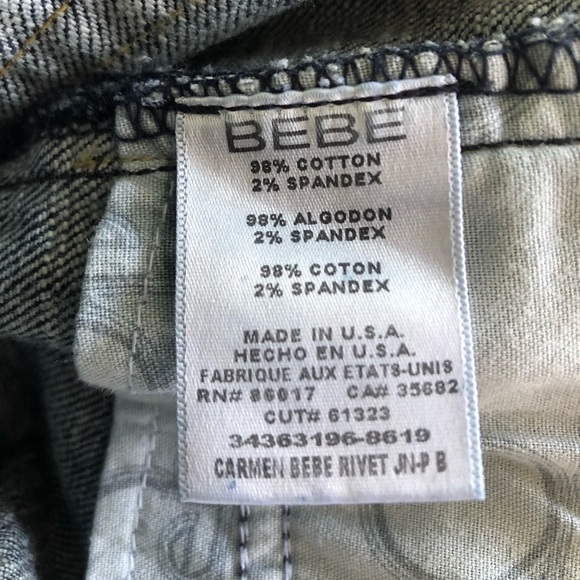 BEBE
98% COTTON
2% SPANDEX
98% ALGODON
2% SPANDEX
98% COTON
2% SPANDEX
MADE IN U.S.A.
HECHO EN U.S.A.
FABRIQUE AUX ETATS-UNIS
RN# 86017 CA# 35682
CUT# 61323
34363196-8619
CARMEN BEBE RIVET JN-P B